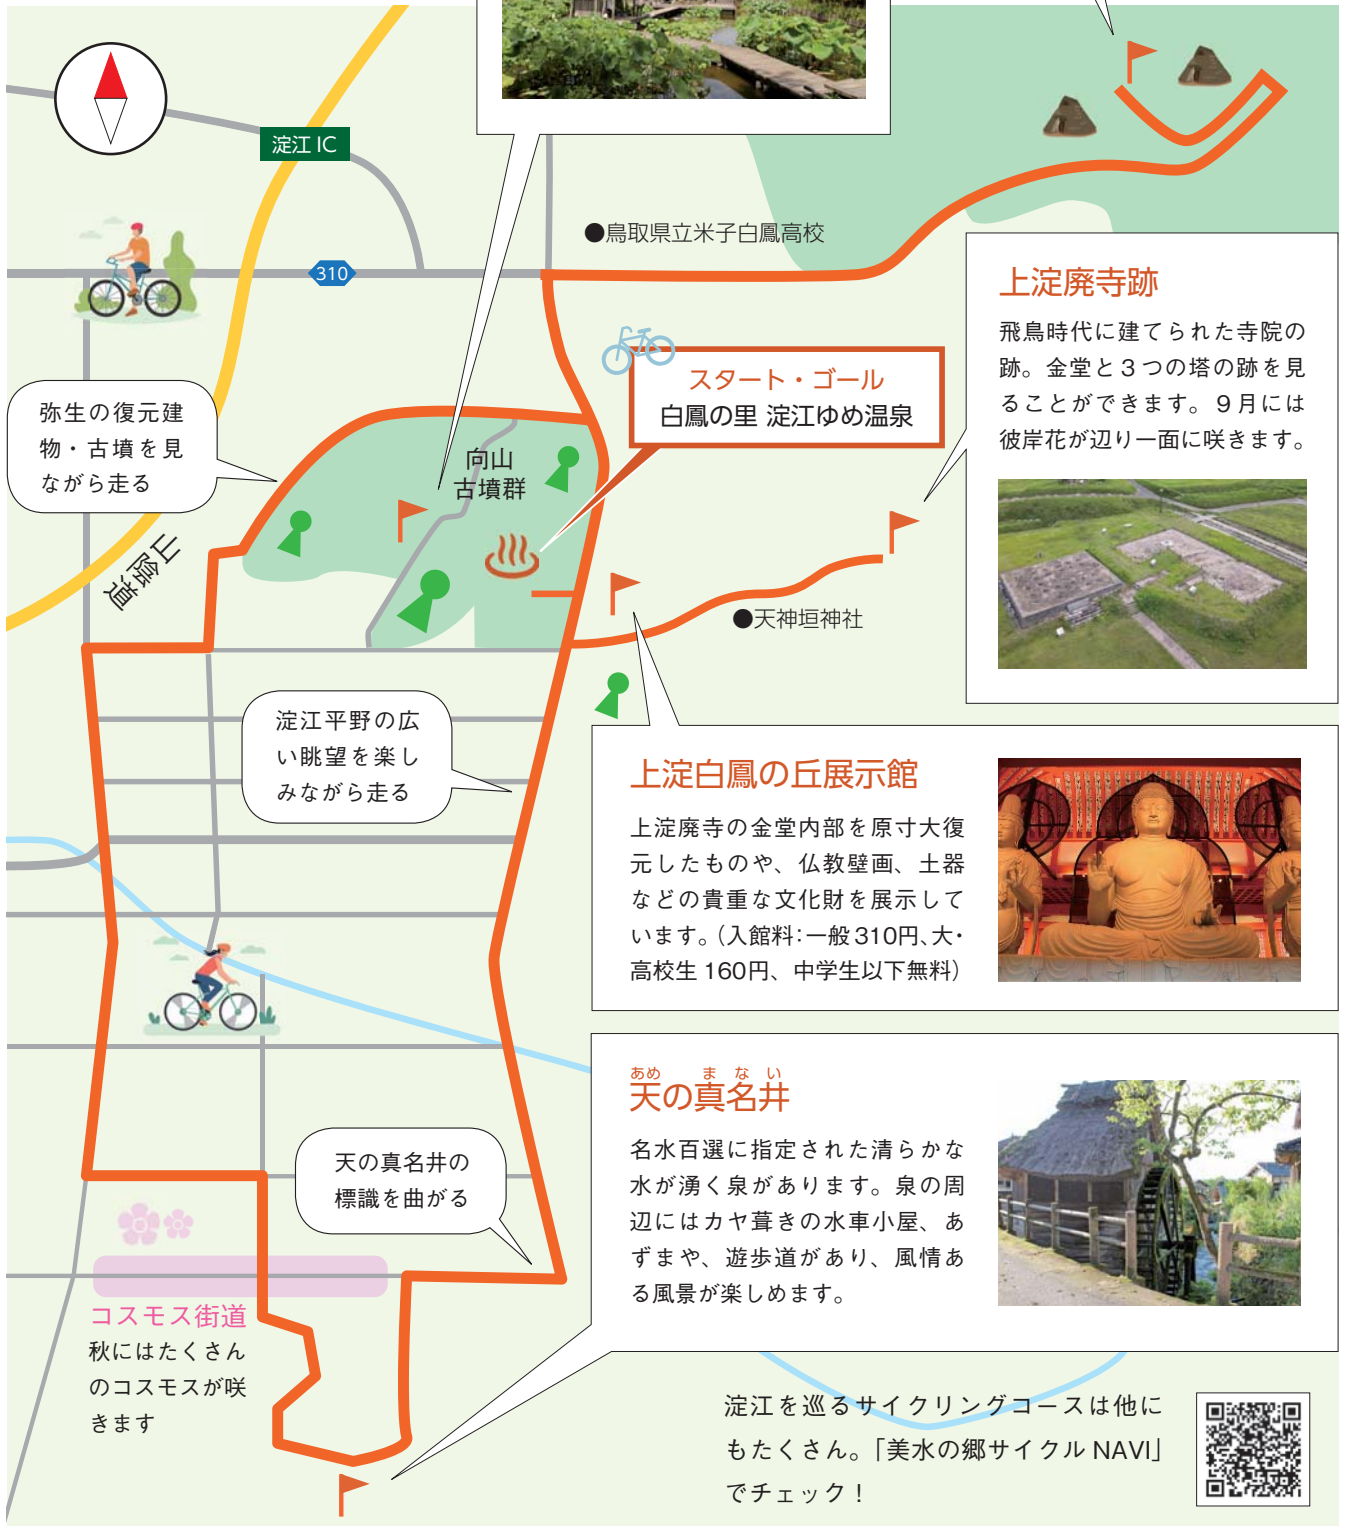 淀江 IC
●鳥取県立米子白鳳高校
310
上淀廃寺跡
飛鳥時代に建てられた寺院の
跡。金堂と3つの塔の跡を見
ることができます。9月には
彼岸花が辺り一面に咲きます。
スタート・ゴール
白鳳の里 淀江ゆめ温泉
弥生の復元建
物・古墳を見
ながら走る
向山
古墳群
山陰道
●天神垣神社
淀江平野の広
い眺望を楽し
みながら走る
上淀白鳳の丘展示館
上淀廃寺の金堂内部を原寸大復
元したものや、仏教壁画、土器
などの貴重な文化財を展示して
います。（入館料：一般310円、大・
高校生160円、中学生以下無料）
あめ ま な い
天の真名井
名水百選に指定された清らかな
水が湧く泉があります。泉の周
辺にはカヤ葺きの水車小屋、あ
ずまや、遊歩道があり、風情あ
る風景が楽しめます。
天の真名井の
標識を曲がる
コスモス街道
秋にはたくさん
のコスモスが咲
きます
淀江を巡るサイクリングコースは他に
もたくさん。「美水の郷サイクル NAVI」
でチェック！